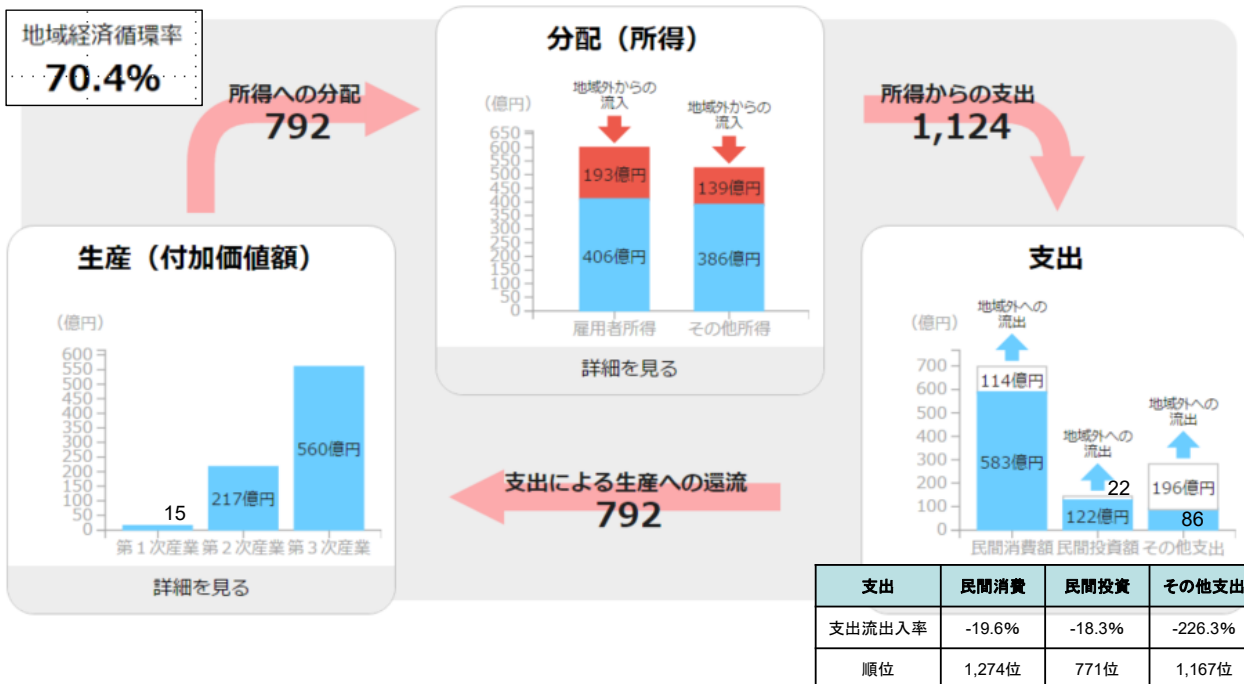 地域経済循環率
70.4%
所得への分配
792
分配（所得）
（億円）
地域外からの
流入
地域外からの
流入
650
600
550
500
450
400
350
300
250
200
150
100
50
0
193億円
406億円
139億円
386億円
雇用者所得
その他所得
詳細を見る
所得からの支出
1,124
生産（付加価値額）
（億円）
600
550
500
450
400
350
300
250
200
150
100
50
0
15
217億円
560億円
第１次産業
第２次産業
第３次産業
詳細を見る
支出による生産への還流
792
支出
（億円）
地域外への
流出
地域外への
流出
地域外への
流出
700
600
500
400
300
200
100
0
114億円
583億円
22
122億円
196億円
86
民間消費額
民間投資額
その他支出
支出 民間消費 民間投資 その他支出
支出流出入率 -19.6% -18.3% -226.3%
順位 1,274位 771位 1,167位